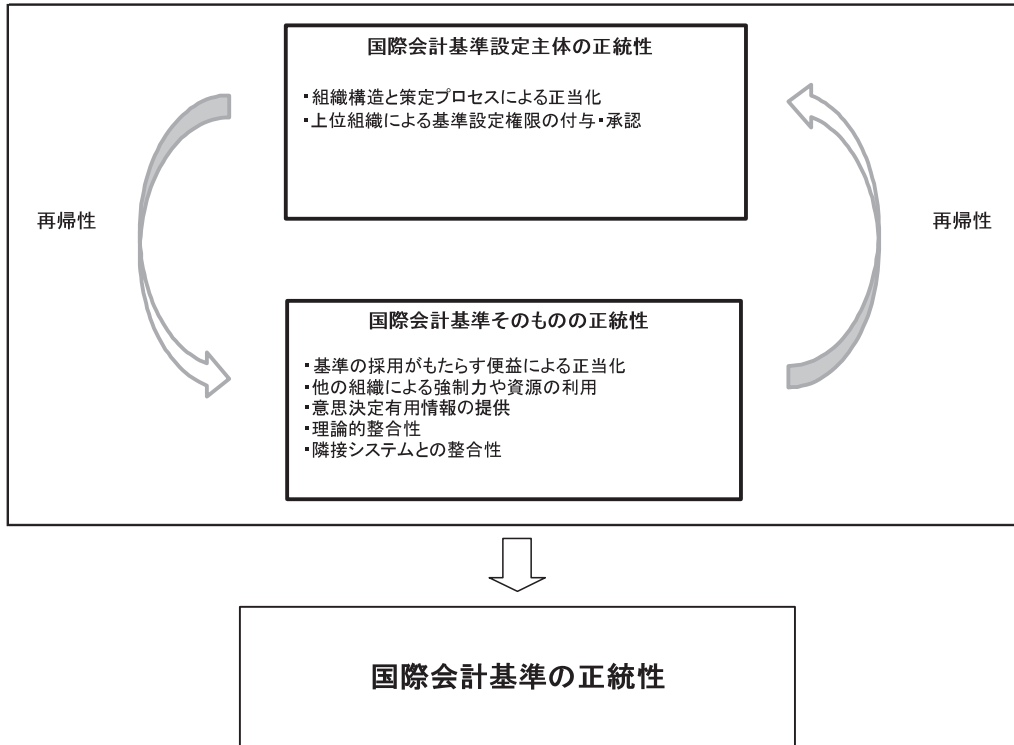 国際会計基準設定主体の正統性
・組織構造と策定プロセスによる正当化
・上位組織による基準設定権限の付与・承認
再帰性
再帰性
国際会計基準そのものの正統性
・基準の採用がもたらす便益による正当化
・他の組織による強制力や資源の利用
・意思決定有用情報の提供
・理論的整合性
・隣接システムとの整合性
国際会計基準の正統性